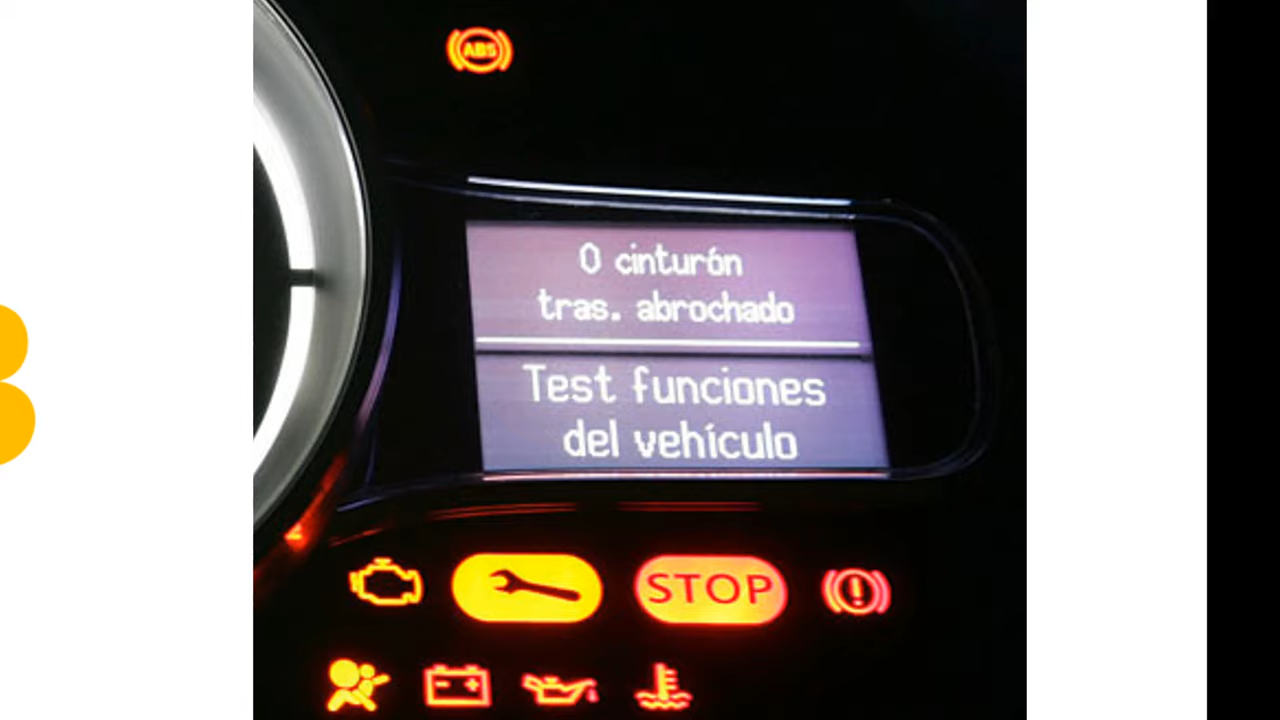 ABS
0 cinturón
tras. abrochado
Test funciones
del vehículo
STOP